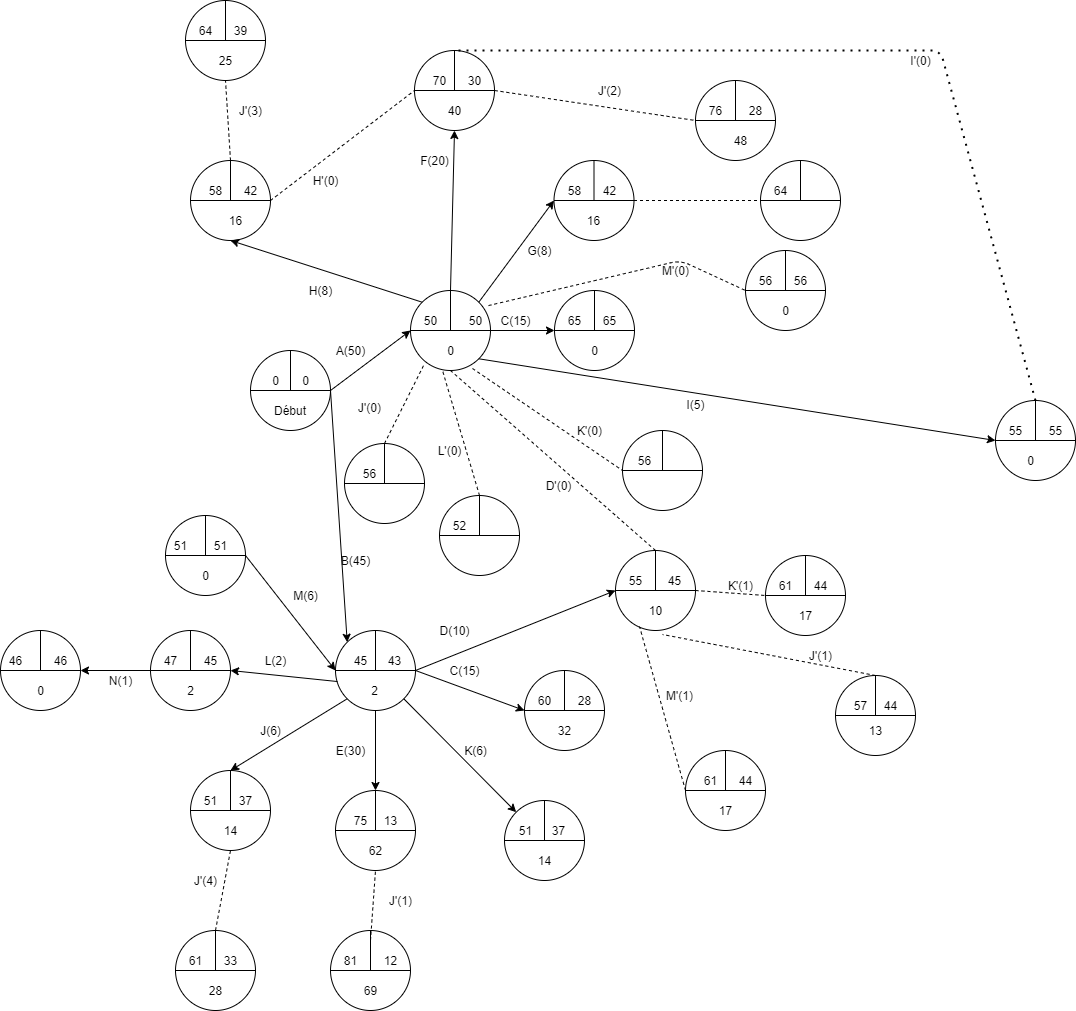 64 39
25
J'(3)
70 30
40
I'(0)
J'(2)
76 28
48
F(20)
H'(0)
58 42
16
58 42
16
64
G(8)
M'(0)
56 56
0
H(8)
50 50
0
C(15)
65 65
0
A(50)
0 0
Début
J'(0)
L'(0)
K'(0)
D'(0)
I(5)
55 55
0
56
56
52
51 51
0
B(45)
M(6)
55 45
10
K'(1)
61 44
17
D(10)
46 46
0
N(1)
47 45
2
L(2)
45 43
2
C(15)
60 28
32
J'(1)
57 44
13
M'(1)
61 44
17
J(6)
E(30)
K(6)
51 37
14
75 13
62
51 37
14
J'(4)
J'(1)
61 33
28
81 12
69